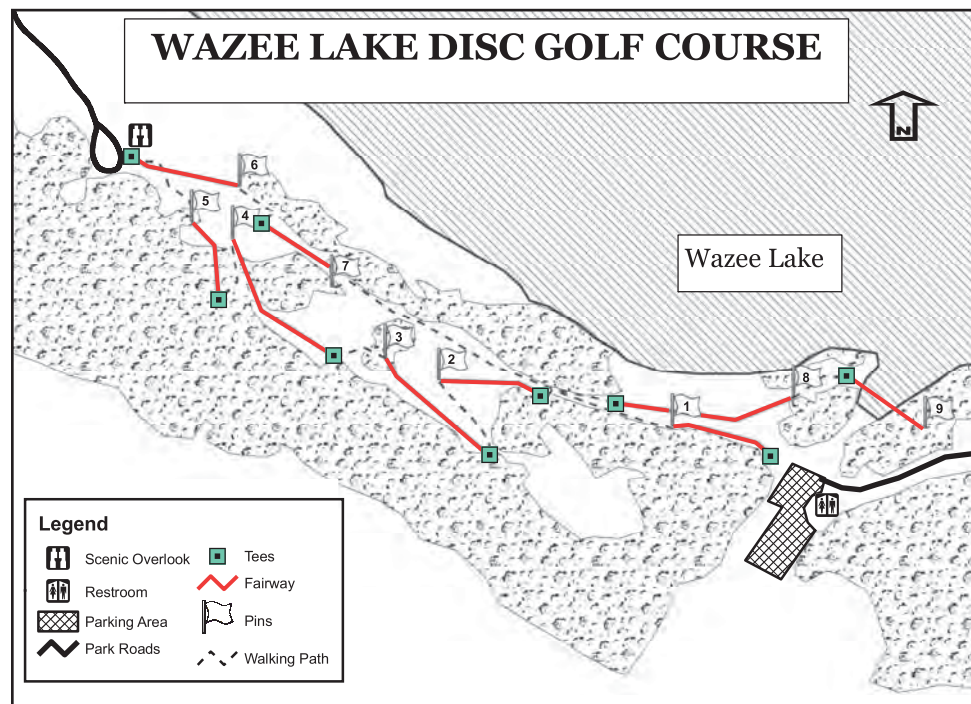 WAZEE LAKE DISC GOLF COURSE
N
6
5
4
7
Wazee Lake
3
2
8
1
9
Legend
Scenic Overlook
Tees
Restroom
Fairway
Parking Area
Pins
Park Roads
Walking Path